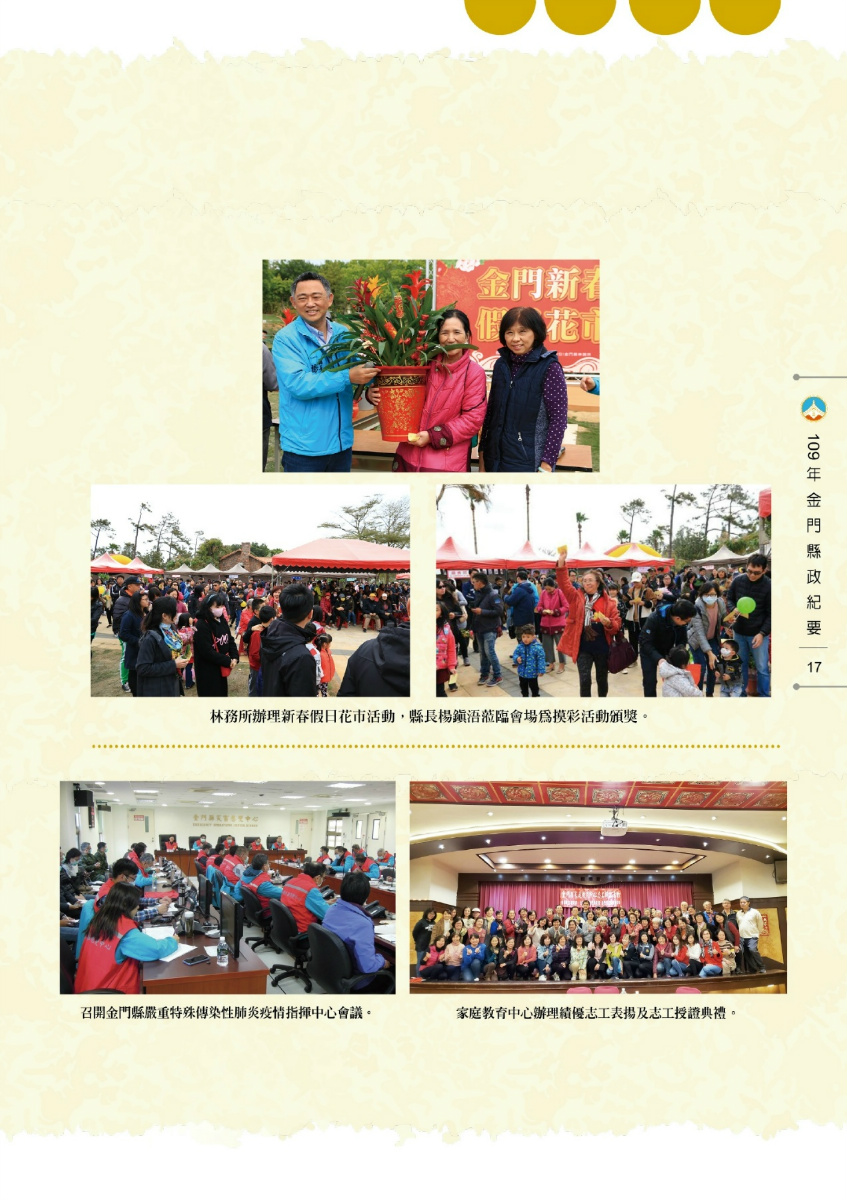 金門新春
假日花市
林務所辦理新春假日花市活動，縣長楊鎮浯蒞臨會場為摸彩活動頒獎。
召開金門縣嚴重特殊傳染性肺炎疫情指揮中心會議。
家庭教育中心辦理績優志工表揚及志工授證典禮。
109年金門縣政紀要
17